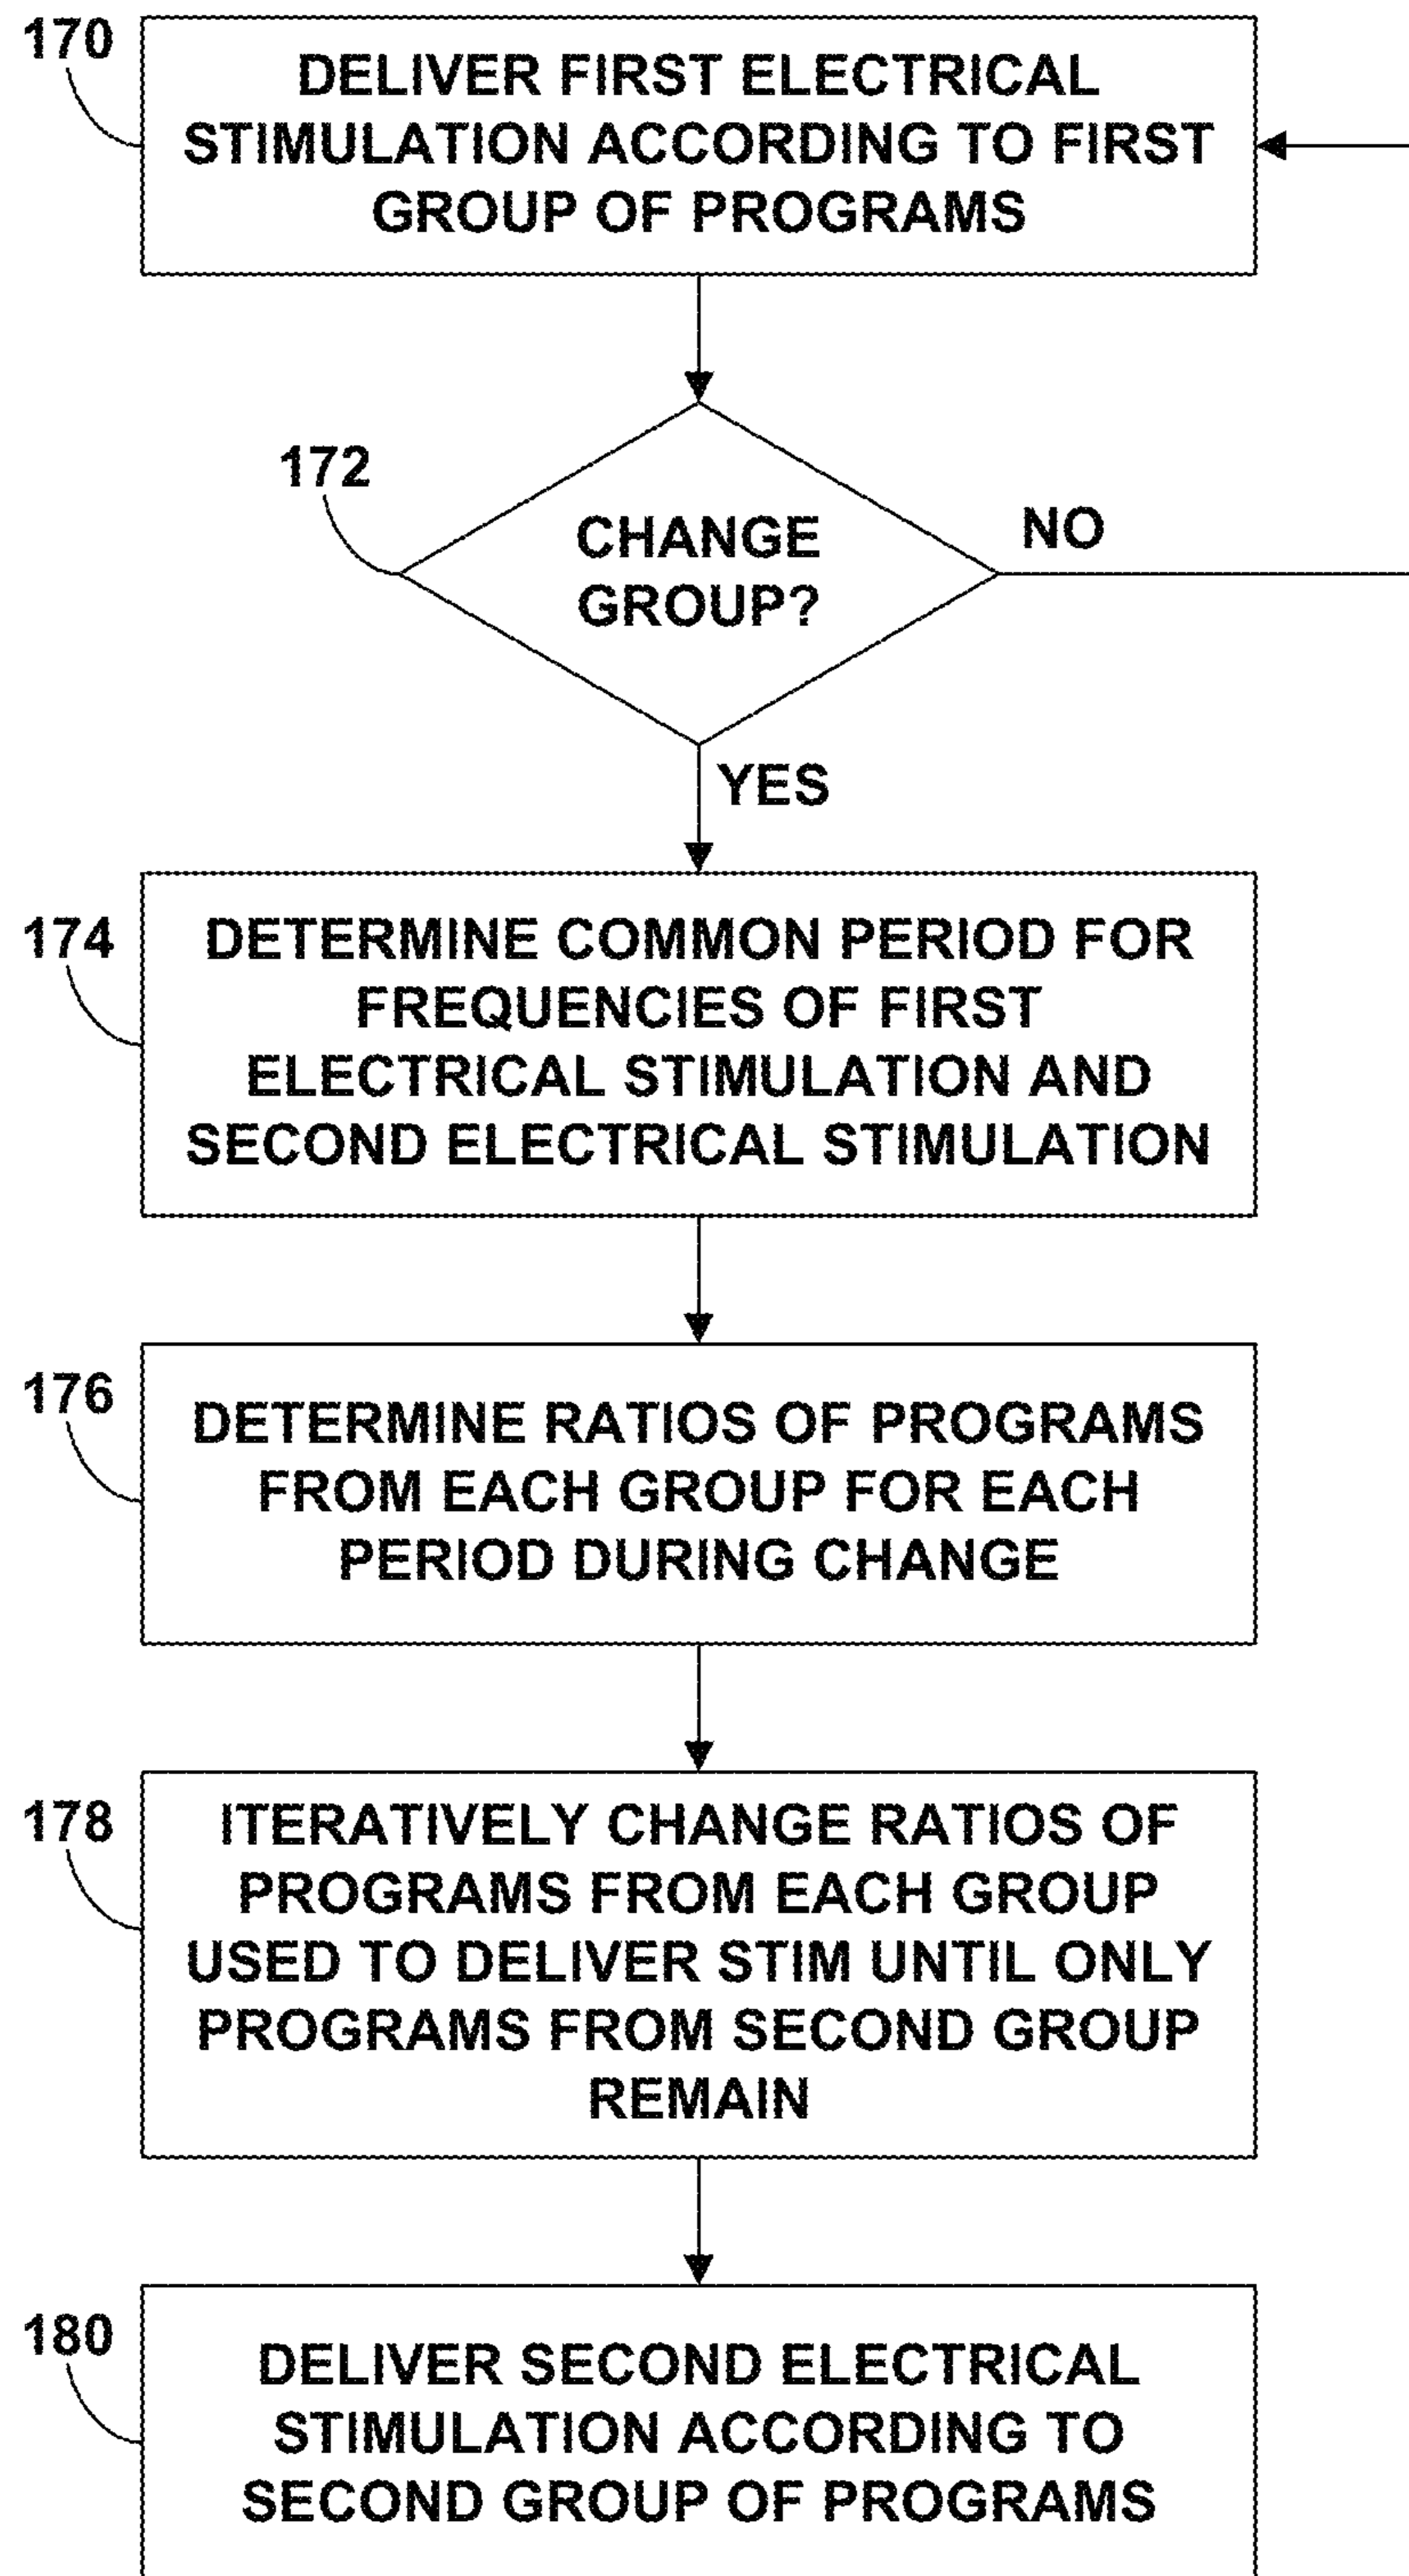 170
DELIVER FIRST ELECTRICAL
STIMULATION ACCORDING TO FIRST
GROUP OF PROGRAMS
172
CHANGE
GROUP?
NO
YES
174
DETERMINE COMMON PERIOD FOR
FREQUENCIES OF FIRST
ELECTRICAL STIMULATION AND
SECOND ELECTRICAL STIMULATION
176
DETERMINE RATIOS OF PROGRAMS
FROM EACH GROUP FOR EACH
PERIOD DURING CHANGE
178
ITERATIVELY CHANGE RATIOS OF
PROGRAMS FROM EACH GROUP
USED TO DELIVER STIM UNTIL ONLY
PROGRAMS FROM SECOND GROUP
REMAIN
180
DELIVER SECOND ELECTRICAL
STIMULATION ACCORDING TO
SECOND GROUP OF PROGRAMS